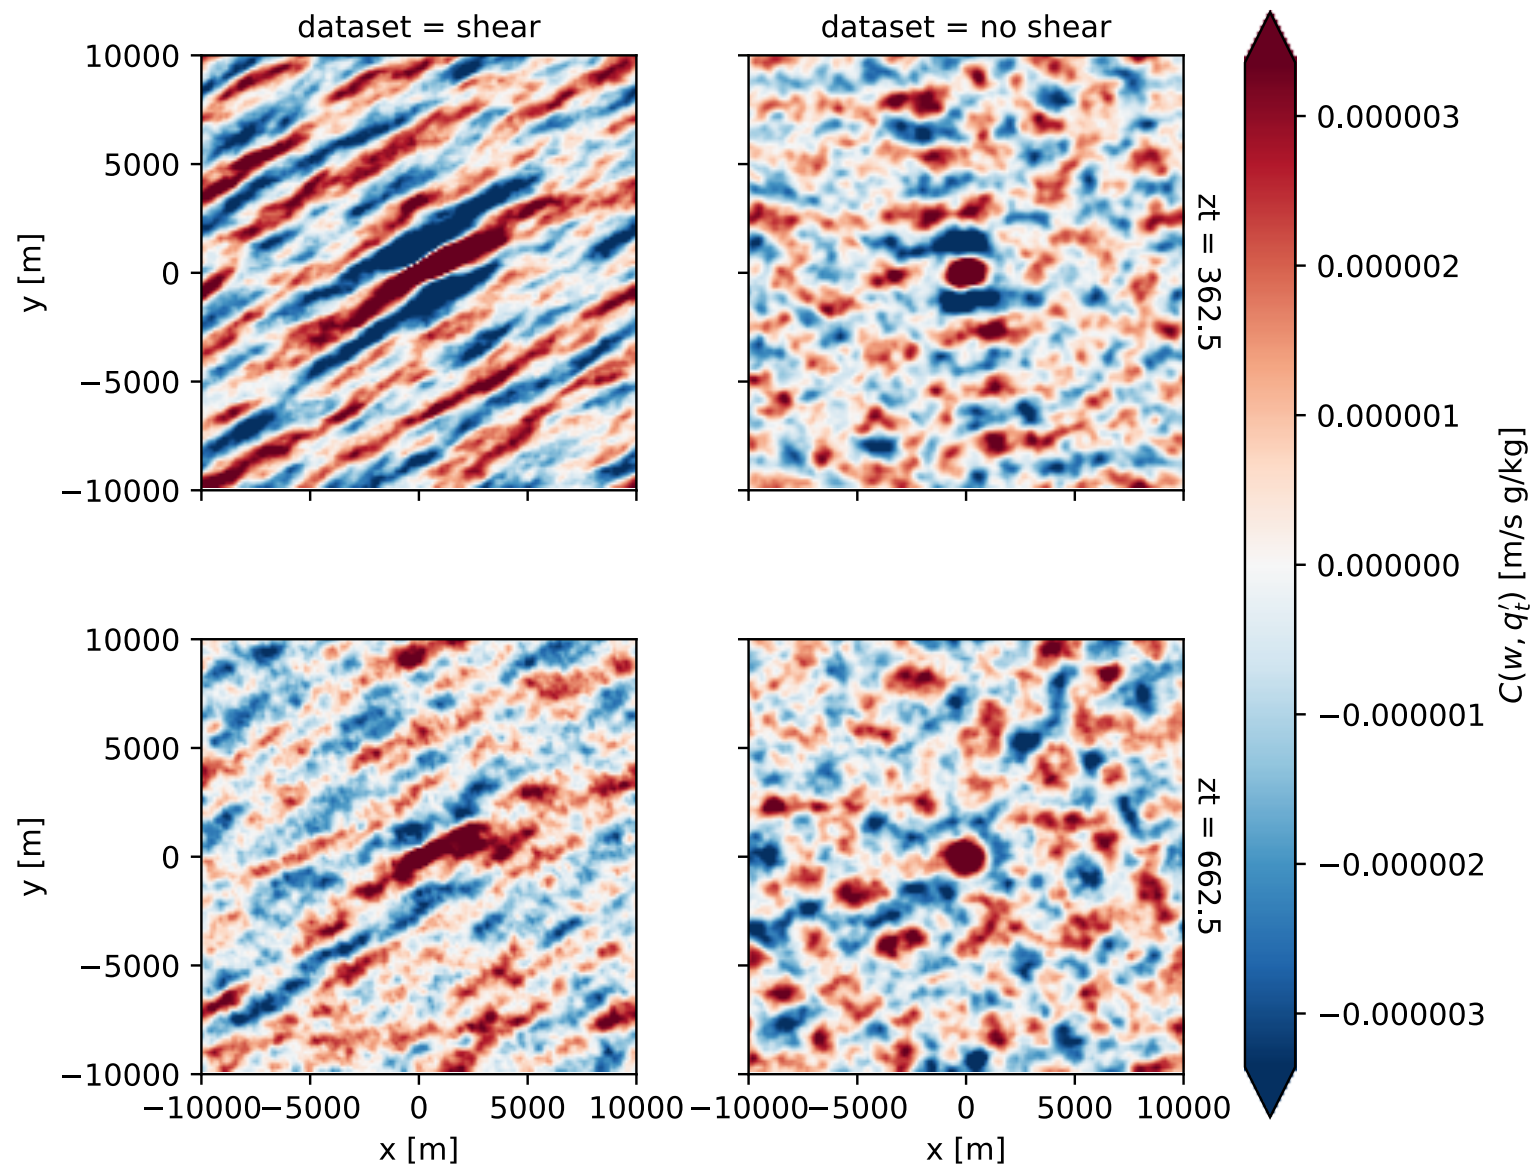 dataset = shear
dataset = no shear
10000
5000
0
−5000
−10000
y [m]
zt = 362.5
10000
5000
0
−5000
−10000
y [m]
zt = 662.5
−10000 −5000 0 5000 10000
x [m]
−10000 −5000 0 5000 10000
x [m]
0.000003
0.000002
0.000001
0.000000
−0.000001
−0.000002
−0.000003
C(w, q′t) [m/s g/kg]